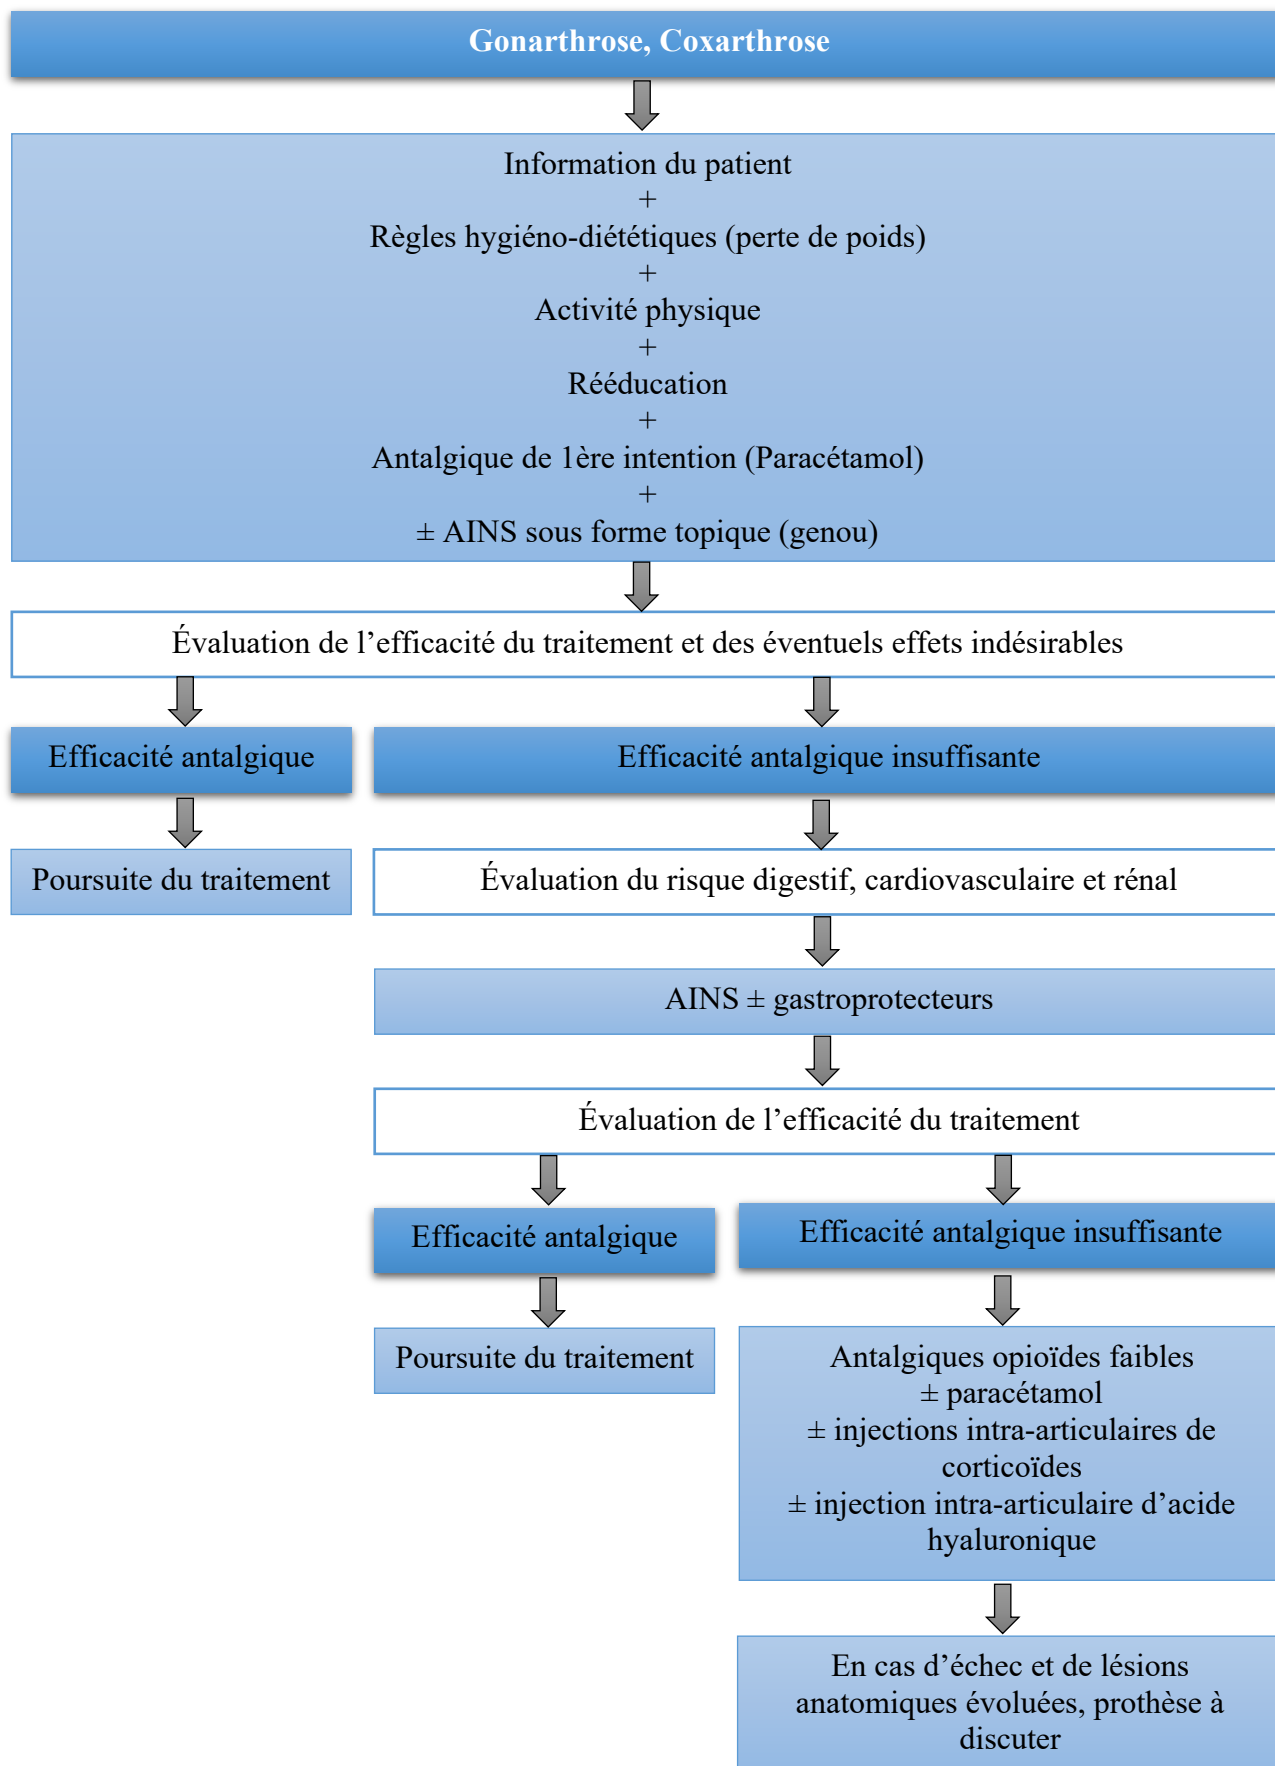 Gonarthrose, Coxarthrose
Information du patient
+
Règles hygiéno-diététiques (perte de poids)
+
Activité physique
+
Rééducation
+
Antalgique de 1ère intention (Paracétamol)
+
± AINS sous forme topique (genou)
Évaluation de l’efficacité du traitement et des éventuels effets indésirables
Efficacité antalgique
Efficacité antalgique insuffisante
Poursuite du traitement
Évaluation du risque digestif, cardiovasculaire et rénal
AINS ± gastroprotecteurs
Évaluation de l’efficacité du traitement
Efficacité antalgique
Efficacité antalgique insuffisante
Poursuite du traitement
Antalgiques opioïdes faibles
± paracétamol
± injections intra-articulaires de
corticoïdes
± injection intra-articulaire d’acide
hyaluronique
En cas d’échec et de lésions
anatomiques évoluées, prothèse à
discuter